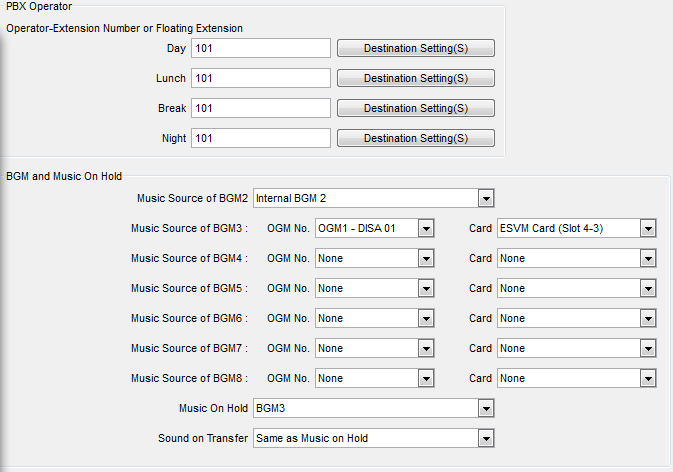 PBX Operator
Operator-Extension Number or Floating Extension
Day 101 Destination Setting(S)
Lunch 101 Destination Setting(S)
Break 101 Destination Setting(S)
Night 101 Destination Setting(S)
BGM and Music On Hold
Music Source of BGM2 Internal BGM 2
Music Source of BGM3 : OGM No. OGM1 - DISA 01 Card ESVM Card (Slot 4-3)
Music Source of BGM4 : OGM No. None Card None
Music Source of BGM5 : OGM No. None Card None
Music Source of BGM6 : OGM No. None Card None
Music Source of BGM7 : OGM No. None Card None
Music Source of BGM8 : OGM No. None Card None
Music On Hold BGM3
Sound on Transfer Same as Music on Hold